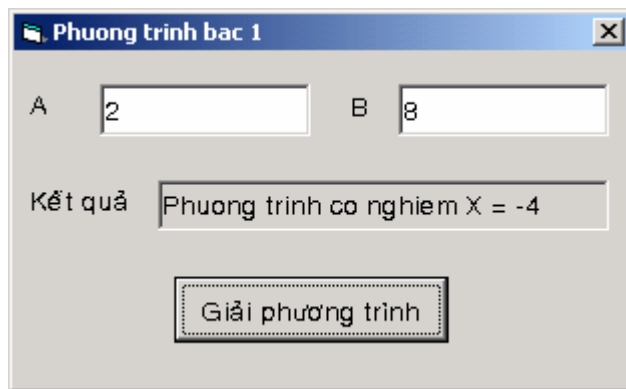 Phuong trinh bac 1
A 2 B 8
Kết quả Phuong trinh co nghiem X = -4
Giải phương trình